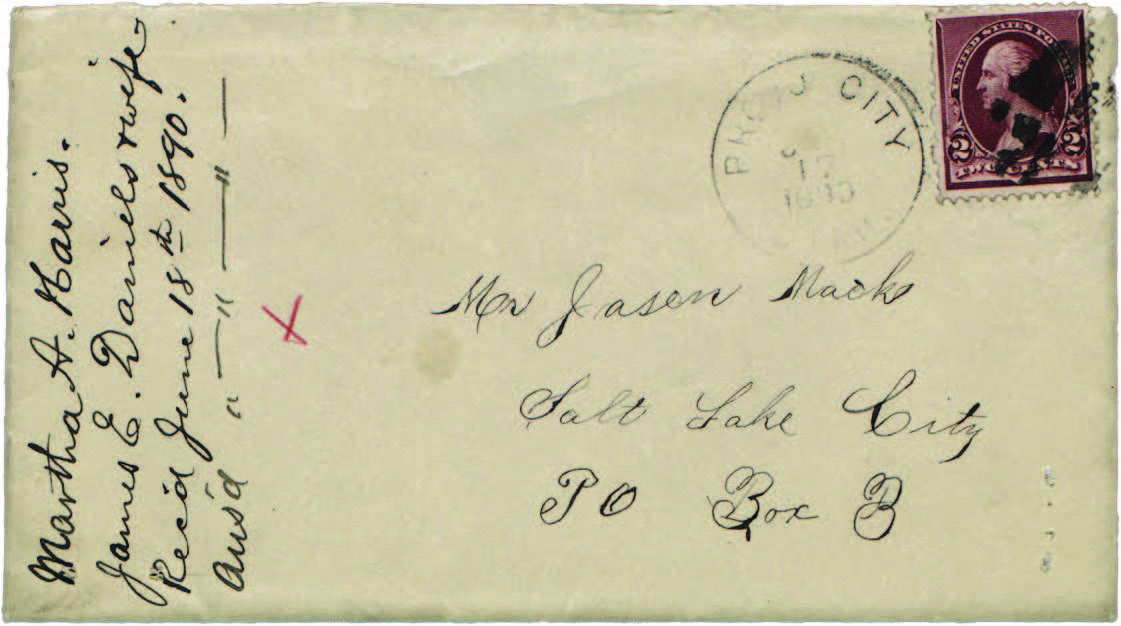 Martha A. Harris.
James E. Daniels & wife
Rec'd June 18th 1890.
Ans'd " — " — " —
PROVO CITY
17
UNITED STATES POSTAGE
2 2
TWO CENTS
Mr Jason Mack
Salt Lake City
PO Box B